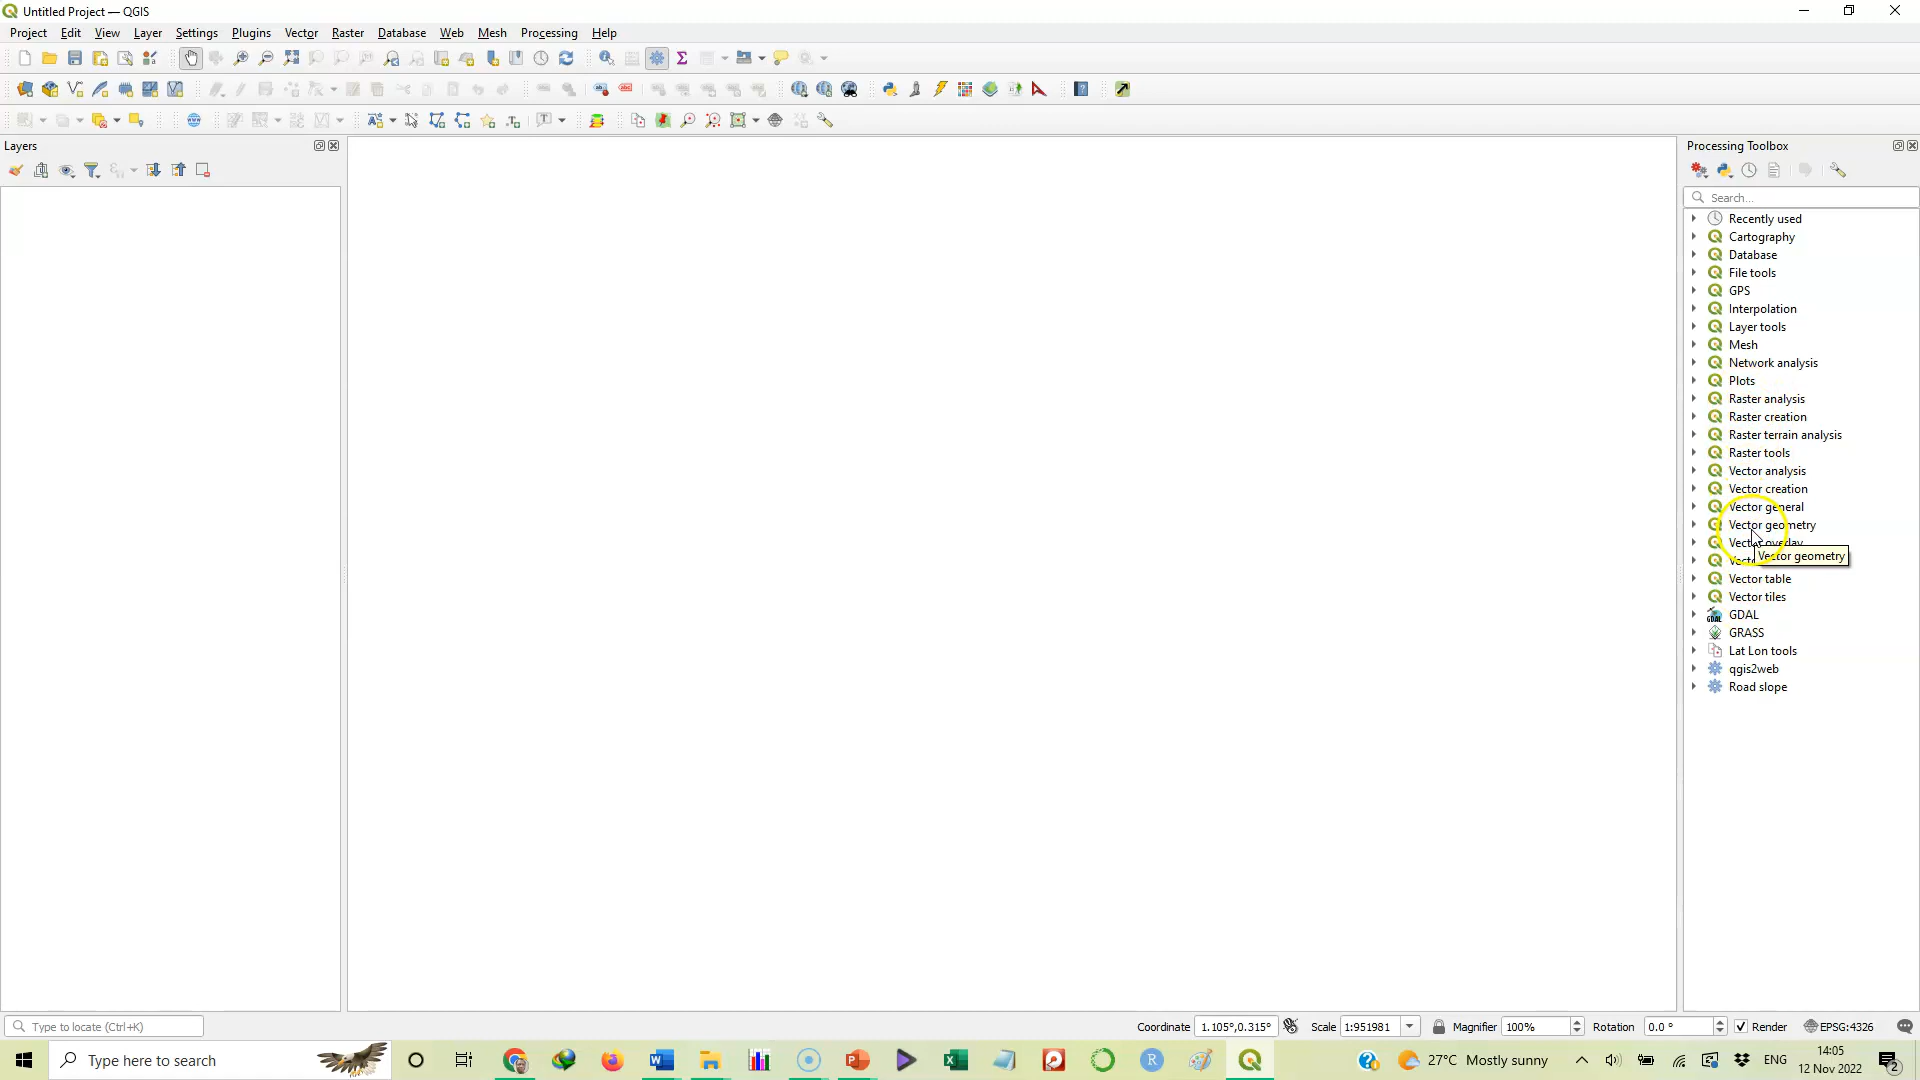 Untitled Project — QGIS
Project Edit View Layer Settings Plugins Vector Raster Database Web Mesh Processing Help
Layers
Processing Toolbox
Search...
Recently used
Cartography
Database
File tools
GPS
Interpolation
Layer tools
Mesh
Network analysis
Plots
Raster analysis
Raster creation
Raster terrain analysis
Raster tools
Vector analysis
Vector creation
Vector general
Vector geometry
Vector overlay
Vector geometry
Vector table
Vector tiles
GDAL
GRASS
Lat Lon tools
qgis2web
Road slope
Type to locate (Ctrl+K)
Coordinate 1.105°,0.315° Scale 1:951981 Magnifier 100% Rotation 0.0 ° Render EPSG:4326
Type here to search
27°C Mostly sunny
ENG
14:05
12 Nov 2022
2